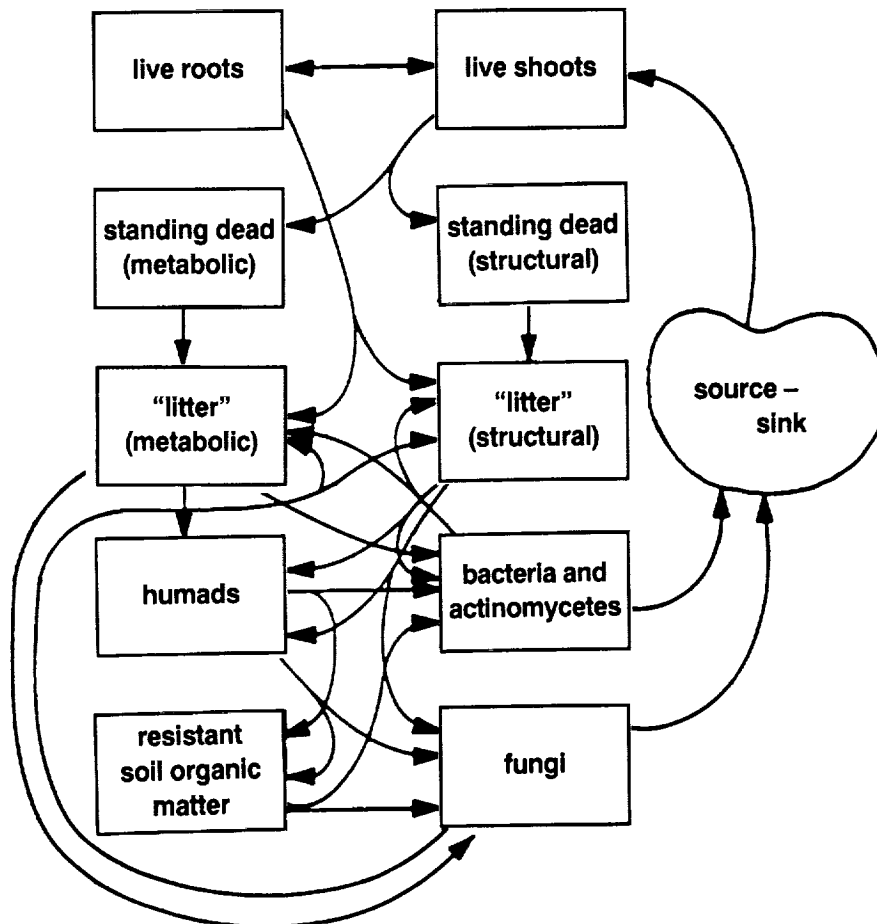 live roots
live shoots
standing dead
(metabolic)
standing dead
(structural)
"litter"
(metabolic)
"litter"
(structural)
source –
sink
humads
bacteria and
actinomycetes
resistant
soil organic
matter
fungi